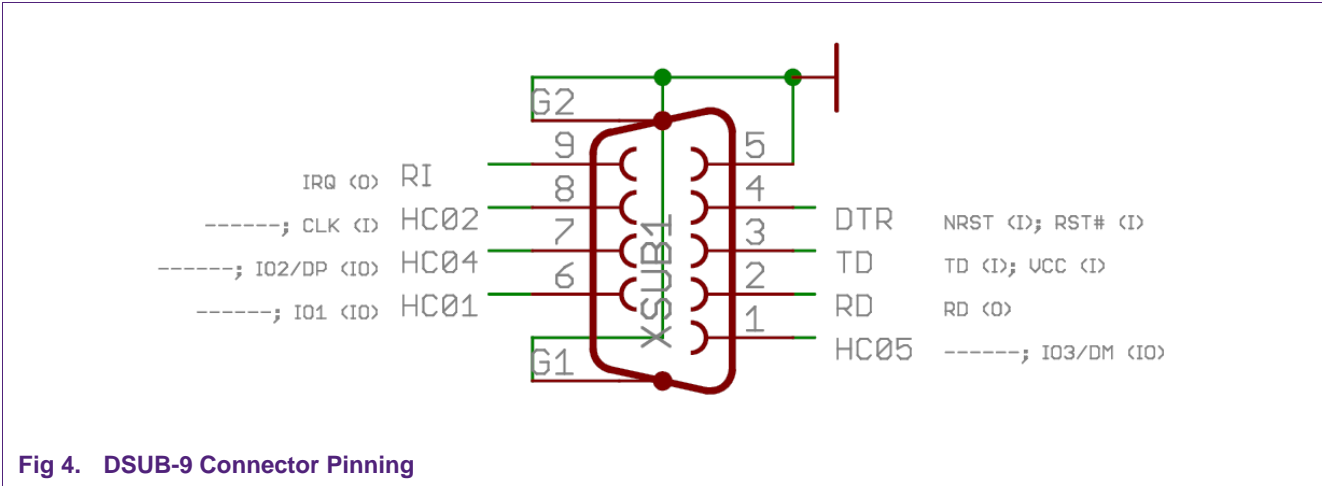 G2
9
5
IRQ (O) RI
8
4
------; CLK (I) HC02
DTR NRST (I); RST# (I)
7
3
------; IO2/DP (IO) HC04
TD TD (I); VCC (I)
6
2
------; IO1 (IO) HC01
RD RD (O)
XSUB1
1
HC05 ------; IO3/DM (IO)
G1
Fig 4. DSUB-9 Connector Pinning